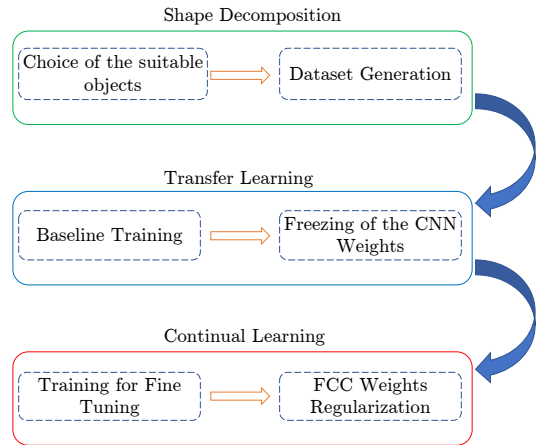 Shape Decomposition
Choice of the suitable
objects
Dataset Generation
Transfer Learning
Baseline Training
Freezing of the CNN
Weights
Continual Learning
Training for Fine
Tuning
FCC Weights
Regularization